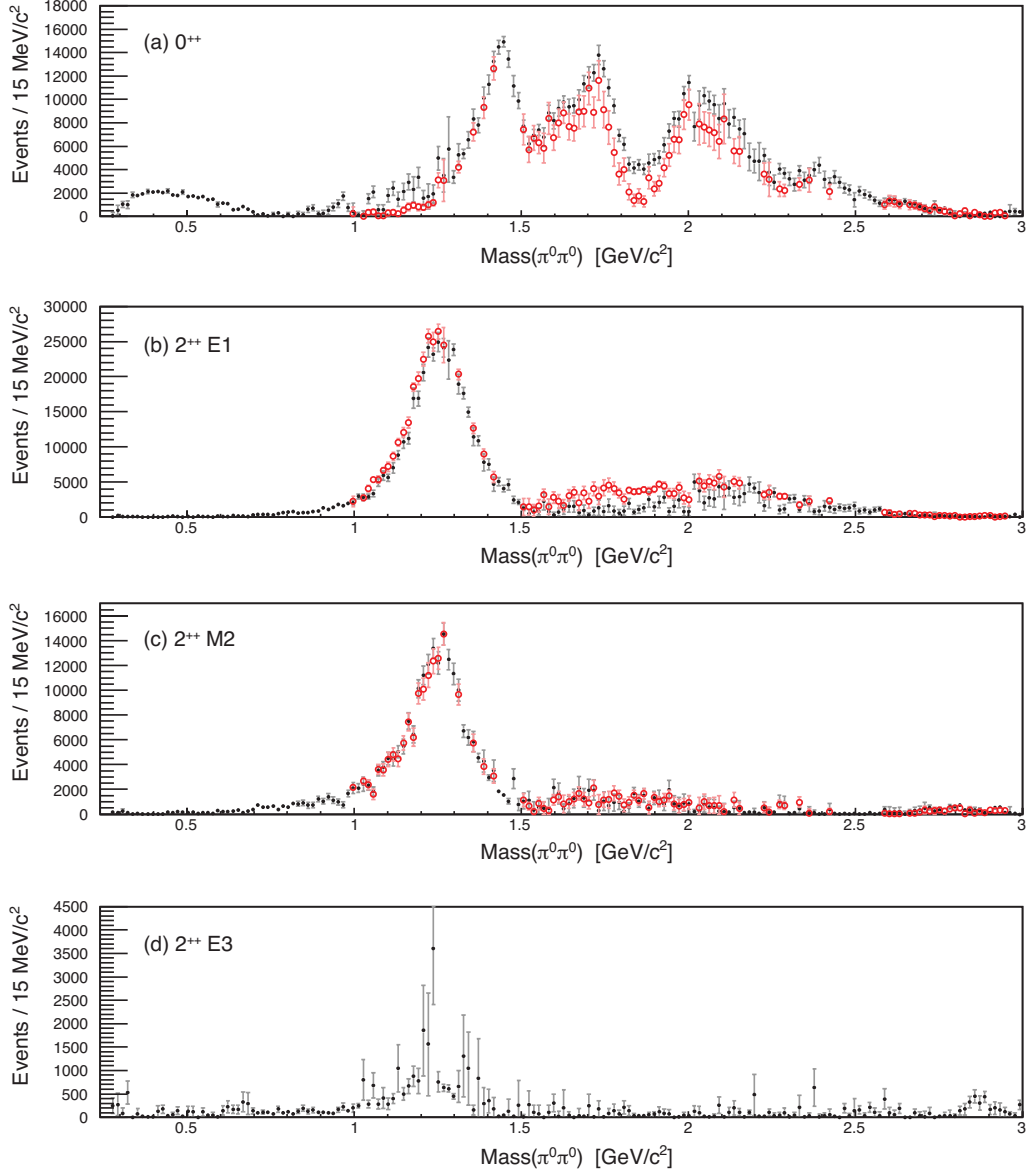 18000
16000
14000
12000
10000
8000
6000
4000
2000
0
Events / 15 MeV/c²
(a) 0⁺⁺
0.5 1 1.5 2 2.5 3
Mass(π⁰π⁰) [GeV/c²]
30000
25000
20000
15000
10000
5000
0
Events / 15 MeV/c²
(b) 2⁺⁺ E1
0.5 1 1.5 2 2.5 3
Mass(π⁰π⁰) [GeV/c²]
16000
14000
12000
10000
8000
6000
4000
2000
0
Events / 15 MeV/c²
(c) 2⁺⁺ M2
0.5 1 1.5 2 2.5 3
Mass(π⁰π⁰) [GeV/c²]
4500
4000
3500
3000
2500
2000
1500
1000
500
0
Events / 15 MeV/c²
(d) 2⁺⁺ E3
0.5 1 1.5 2 2.5 3
Mass(π⁰π⁰) [GeV/c²]